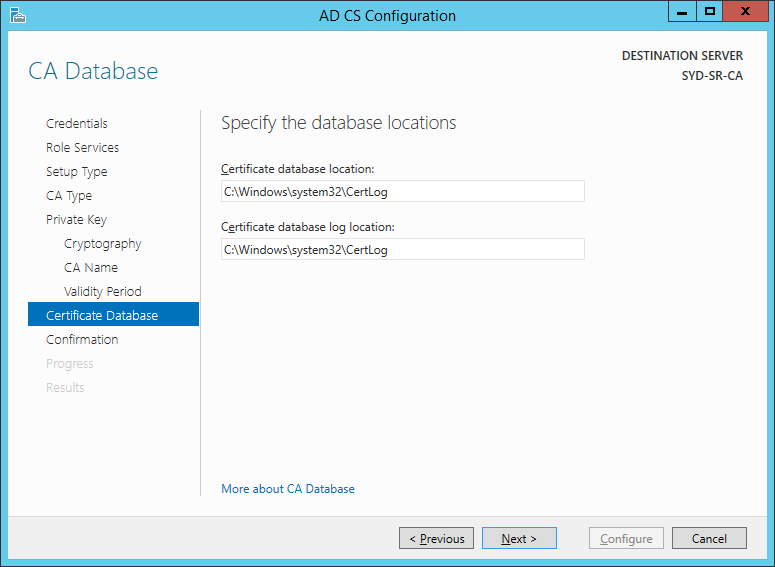 AD CS Configuration
CA Database
DESTINATION SERVER
SYD-SR-CA
Credentials
Role Services
Setup Type
CA Type
Private Key
Cryptography
CA Name
Validity Period
Certificate Database
Confirmation
Progress
Results
Specify the database locations
Certificate database location:
C:\Windows\system32\CertLog
Certificate database log location:
C:\Windows\system32\CertLog
More about CA Database
< Previous
Next >
Configure
Cancel